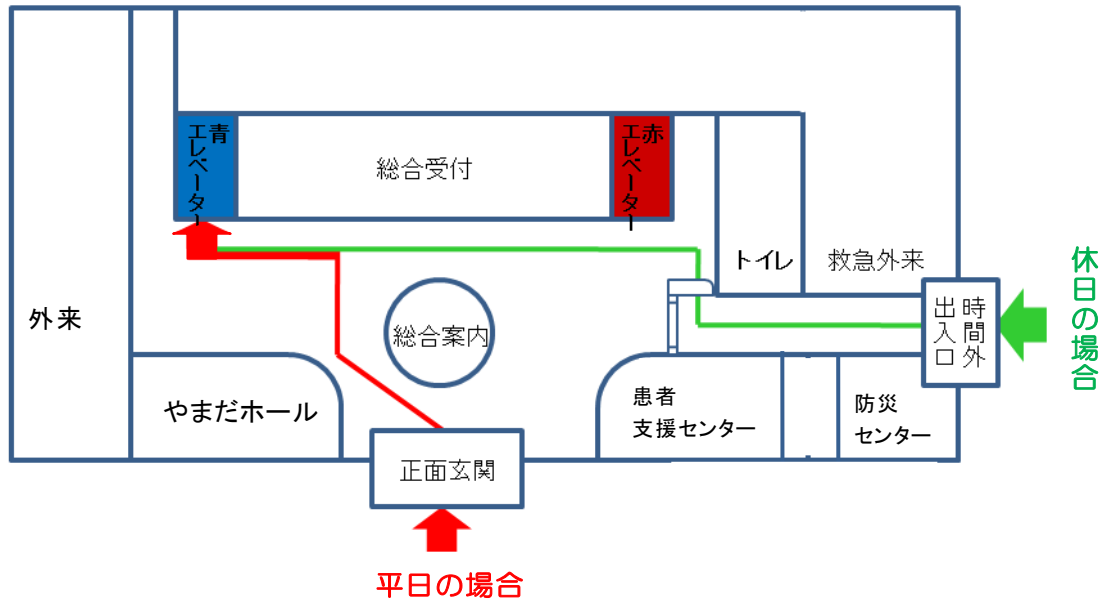 青
エレベーター
総合受付
赤
エレベーター
トイレ
救急外来
時間外
出入口
休日の場合
外来
総合案内
やまだホール
患者
支援センター
防災
センター
正面玄関
平日の場合